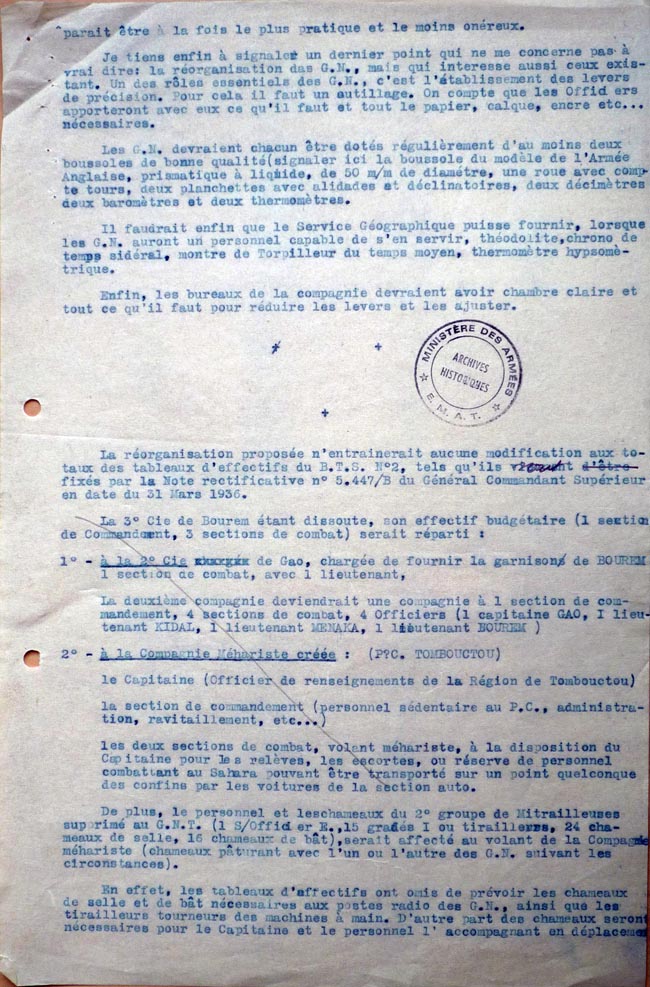 parait être à la fois le plus pratique et le moins onéreux.
Je tiens enfin à signaler un dernier point qui ne me concerne pas à
vrai dire: la réorganisation das G.N., mais qui interesse aussi ceux exis-
tant. Un des rôles essentiels des G.N., c'est l'établissement des levers
de précision. Pour cela il faut un autillage. On compte que les Officiers
apporteront avec eux ce qu'il faut et tout le papier, calque, encre etc...
nécessaires.
Les G.N. devraient chacun être dotés régulièrement d'au moins deux
boussoles de bonne qualité(signaler ici la boussole du modèle de l'Armée
Anglaise, prismatique à liquide, de 50 m/m de diamétre, une roue avec comp-
te tours, deux planchettes avec alidades et déclinatoires, deux décimètres
deux baromètres et deux thermomètres.
Il faudrait enfin que le Service Géographique puisse fournir, lorsque
les G.N. auront un personnel capable de s'en servir, théodolite,chrono de
temps sidéral, montre de Torpilleur du temps moyen, thermomètre hypsomè-
trique.
Enfin, les bureaux de la compagnie devraient avoir chambre claire et
tout ce qu'il faut pour réduire les levers et les ajuster.
MINISTÈRE DES ARMÉES
ARCHIVES
HISTORIQUES
E. M. A. T.
La réorganisation proposée n'entrainerait aucune modification aux to-
taux des tableaux d'effectifs du B.T.S. N°2, tels qu'ils d'être
fixés par la Note rectificative n° 5.447/B du Général Commandant Supérieur
en date du 31 Mars 1936.
La 3° Cie de Bourem étant dissoute, son effectif budgétaire (1 section
de Commandement, 3 sections de combat) serait réparti :
1° - à la 2° Cie de Gao, chargée de fournir la garnison de BOUREM
1 section de combat, avec 1 lieutenant,
La deuxième compagnie deviendrait une compagnie à 1 section de com-
mandement, 4 sections de combat, 4 Officiers (1 capitaine GAO, I lieu-
tenant KIDAL, 1 lieutenant MENAKA, 1 lieutenant BOUREM )
2° - à la Compagnie Méhariste créée : (P?C. TOMBOUCTOU)
le Capitaine (Officier de renseignements de la Région de Tombouctou)
la section de commandement (personnel sédentaire au P.C., administra-
tion, ravitaillement, etc...)
les deux sections de combat, volant méhariste, à la disposition du
Capitaine pour les relèves, les escortes, ou réserve de personnel
combattant au Sahara pouvant être transporté sur un point quelconque
des confins par les voitures de la section auto.
De plus, le personnel et leschameaux du 2° groupe de Mitrailleuses
supprimé au G.N.T. (1 S/Officier E.,15 gradés I ou tirailleurs, 24 cha-
meaux de selle, 16 chameaux de bât),serait affecté au volant de la Compagnie
méhariste (chameaux pâturant avec l'un ou l'autre des G.N. suivant les
circonstances).
En effet, les tableaux d'affectifs ont omis de prévoir les chameaux
de selle et de bât nécessaires aux postes radio des G.N., ainsi que les
tirailleurs tourneurs des machines à main. D'autre part des chameaux seront
nécessaires pour le Capitaine et le personnel l' accompagnant en déplacement